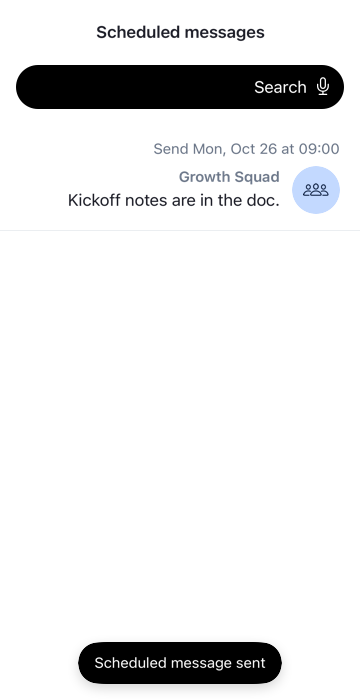 Scheduled messages
Search
Send Mon, Oct 26 at 09:00
Growth Squad
Kickoff notes are in the doc.
Scheduled message sent